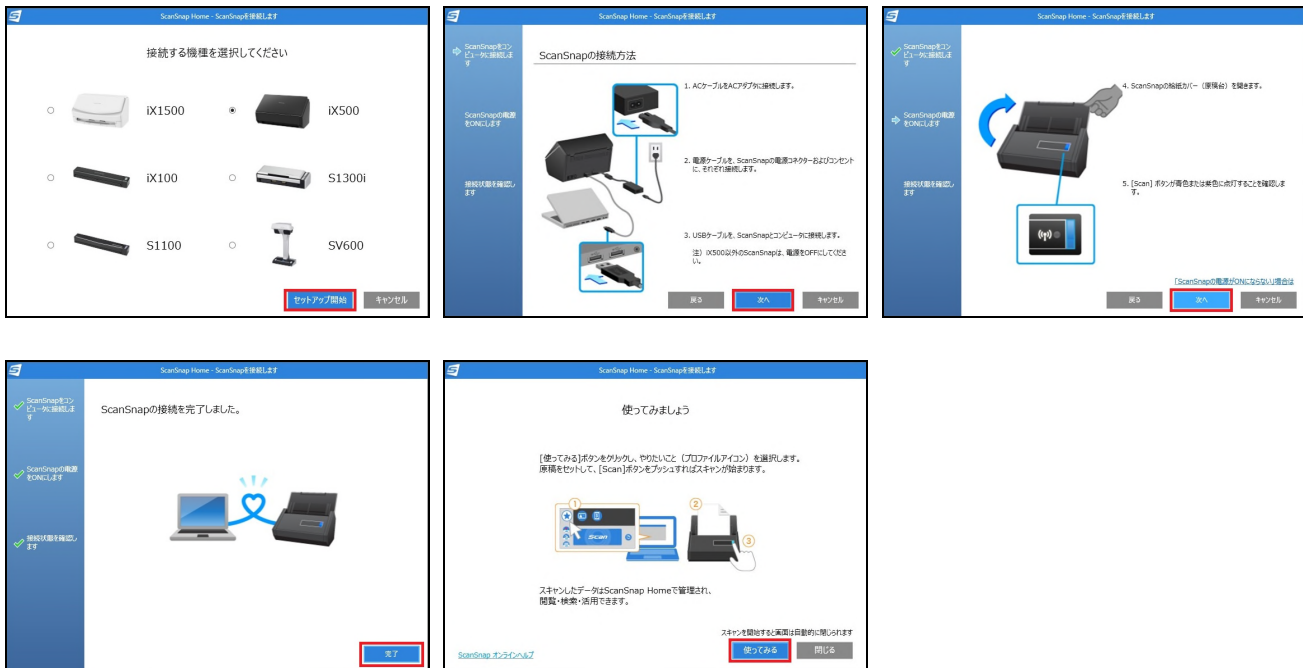 ScanSnap Home - ScanSnapを接続します
接続する機種を選択してください
iX1500
iX500
iX100
S1300i
S1100
SV600
セットアップ開始
キャンセル
ScanSnap Home - ScanSnapを接続します
ScanSnapをコン
ピュータに接続しま
す
ScanSnapの電源
をONにします
接続状態を確認し
ます
ScanSnapの接続方法
1. ACケーブルをACアダプタに接続します。
2. 電源ケーブルを、ScanSnapの電源コネクターおよびコンセント
に、それぞれ接続します。
3. USBケーブルを、ScanSnapとコンピュータに接続します。
注）iX500以外のScanSnapは、電源をOFFにしてくださ
い。
戻る
次へ
キャンセル
ScanSnap Home - ScanSnapを接続します
ScanSnapをコン
ピュータに接続しま
す
ScanSnapの電源
をONにします
接続状態を確認し
ます
4. ScanSnapの給紙カバー（原稿台）を開きます。
5. [Scan] ボタンが青色または紫色に点灯することを確認しま
す。
「ScanSnapの電源がONにならない」場合は
戻る
次へ
キャンセル
ScanSnap Home - ScanSnapを接続します
ScanSnapをコン
ピュータに接続しま
す
ScanSnapの電源
をONにします
接続状態を確認し
ます
ScanSnapの接続を完了しました。
完了
ScanSnap Home - ScanSnapを接続します
使ってみましょう
[使ってみる]ボタンをクリックし、やりたいこと（プロファイルアイコン）を選択します。
原稿をセットして、[Scan]ボタンをプッシュすればスキャンが始まります。
1
2
Scan
3
スキャンしたデータはScanSnap Homeで管理され、
閲覧・検索・活用できます。
スキャンを開始すると画面は自動的に閉じられます
ScanSnap オンラインヘルプ
使ってみる
閉じる